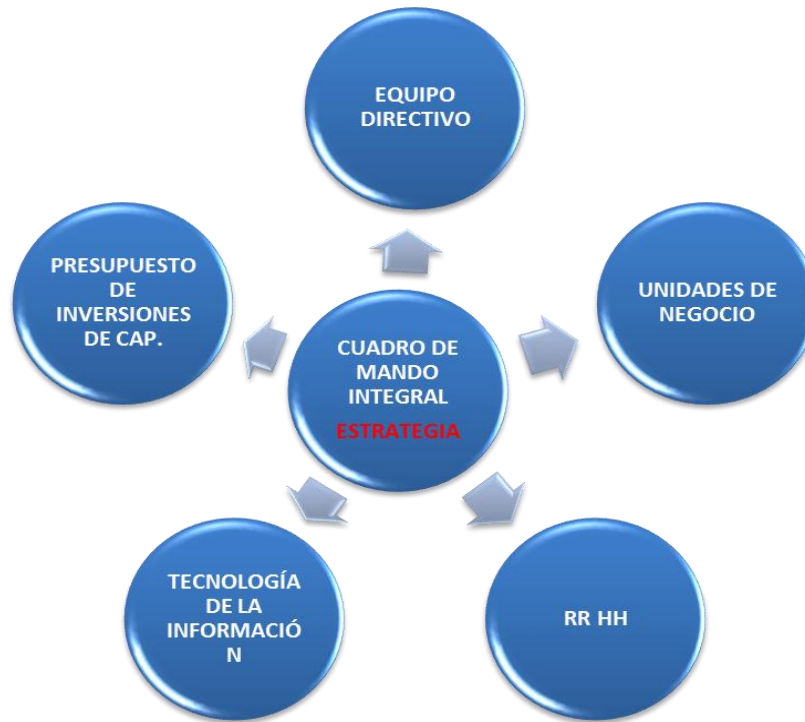 EQUIPO
DIRECTIVO
PRESUPUESTO
DE
INVERSIONES
DE CAP.
UNIDADES DE
NEGOCIO
CUADRO DE
MANDO
INTEGRAL
ESTRATEGIA
TECNOLOGÍA
DE LA
INFORMACIÓ
N
RR HH